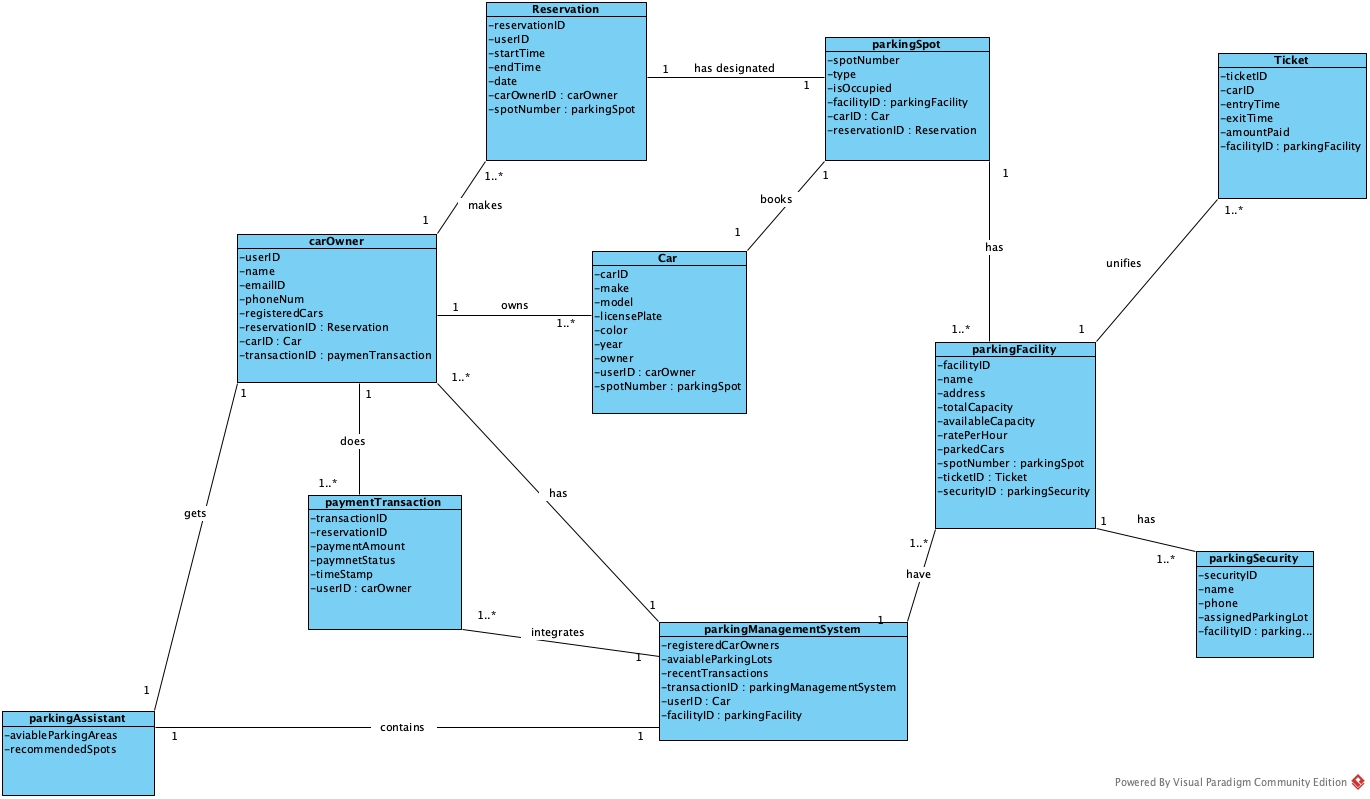 Reservation
-reservationID
-userID
-startTime
-endTime
-date
-carOwnerID : carOwner
-spotNumber : parkingSpot
1
has designated
1
parkingSpot
-spotNumber
-type
-isOccupied
-facilityID : parkingFacility
-carID : Car
-reservationID : Reservation
Ticket
-ticketID
-carID
-entryTime
-exitTime
-amountPaid
-facilityID : parkingFacility
1..*
makes
1
1
books
1
1
has
1..*
1..*
unifies
1
carOwner
-userID
-name
-emailID
-phoneNum
-registeredCars
-reservationID : Reservation
-carID : Car
-transactionID : paymenTransaction
1
owns
1..*
Car
-carID
-make
-model
-licensePlate
-color
-year
-owner
-userID : carOwner
-spotNumber : parkingSpot
parkingFacility
-facilityID
-name
-address
-totalCapacity
-availableCapacity
-ratePerHour
-parkedCars
-spotNumber : parkingSpot
-ticketID : Ticket
-securityID : parkingSecurity
1
gets
1
1
does
1..*
1..*
has
1
paymentTransaction
-transactionID
-reservationID
-paymentAmount
-paymnetStatus
-timeStamp
-userID : carOwner
1..*
integrates
1
1..*
have
1
1
has
1..*
parkingSecurity
-securityID
-name
-phone
-assignedParkingLot
-facilityID : parking...
parkingManagementSystem
-registeredCarOwners
-avaiableParkingLots
-recentTransactions
-transactionID : parkingManagementSystem
-userID : Car
-facilityID : parkingFacility
parkingAssistant
-aviableParkingAreas
-recommendedSpots
1
contains
1
Powered By Visual Paradigm Community Edition